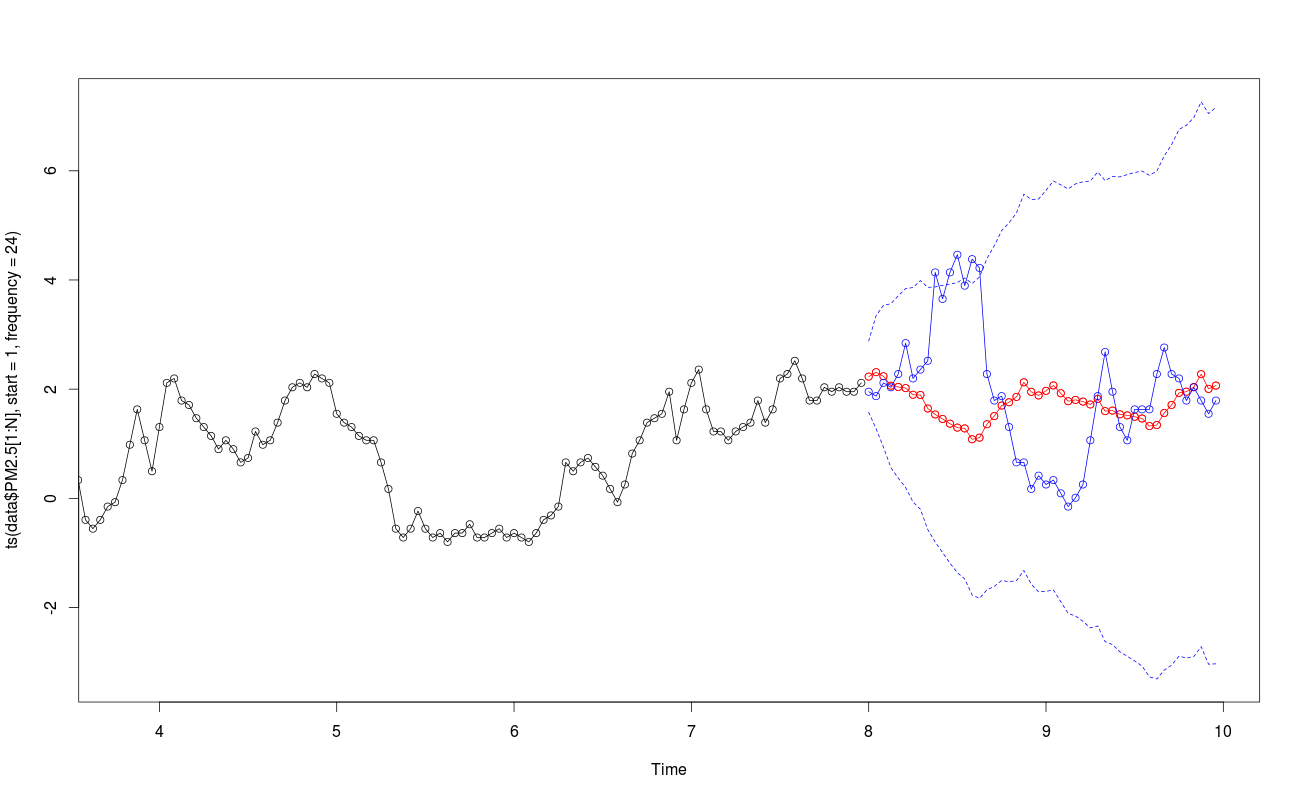 ts(data$PM2.5[1:N], start = 1, frequency = 24)
6
4
2
0
-2
4 5 6 7 8 9 10
Time